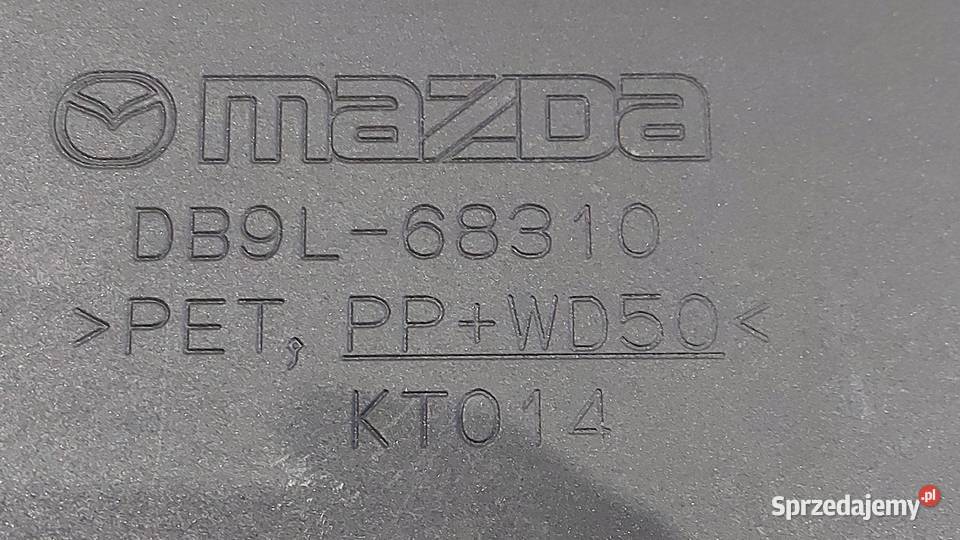 mazda
DB9L-68310
>PET, PP+WD50<
KT014
Sprzedajemy.pl